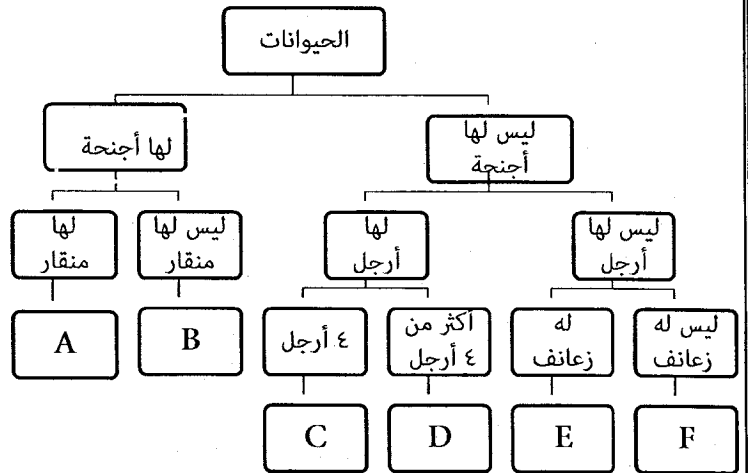 الحيوانات
ليس لها
أجنحة
لها أجنحة
ليس لها
أرجل
لها
أرجل
ليس لها
منقار
لها
منقار
ليس له
زعانف
له
زعانف
أكثر من
٤ أرجل
٤ أرجل
B
A
F
E
D
C